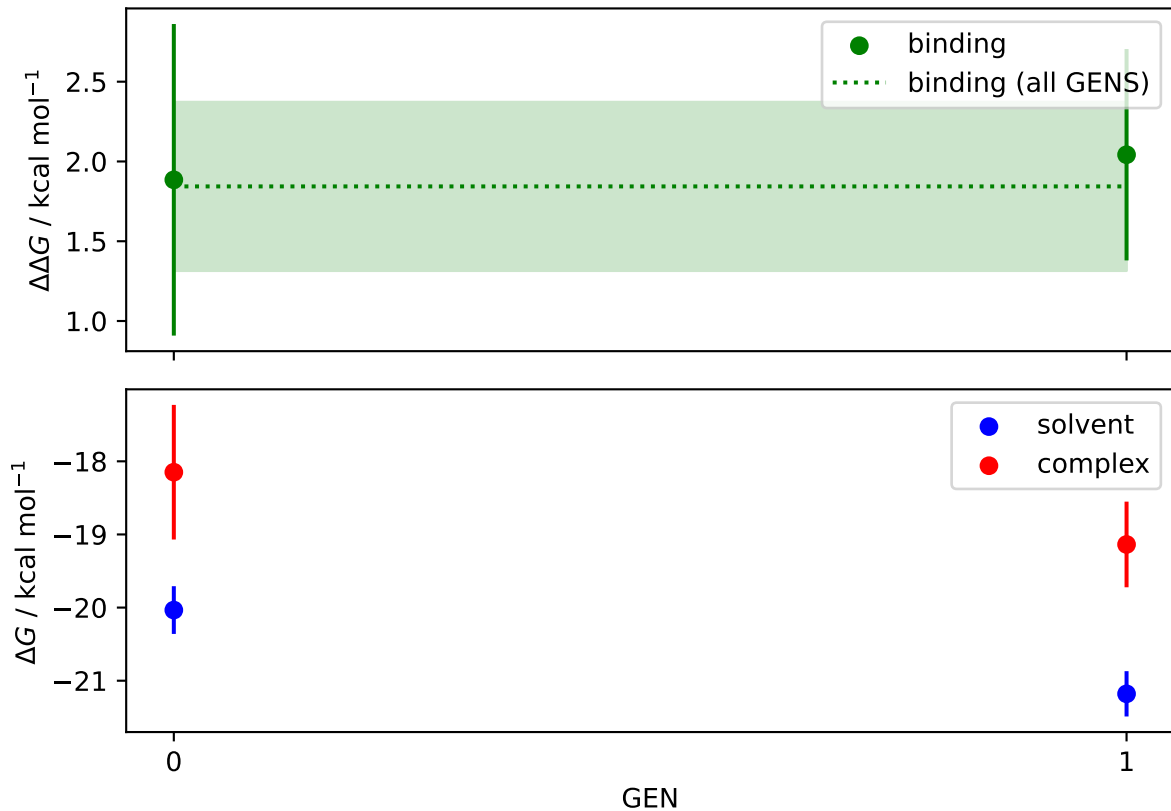 binding
binding (all GENS)
2.5
2.0
1.5
1.0
ΔΔG / kcal mol⁻¹
solvent
complex
−18
−19
−20
−21
ΔG / kcal mol⁻¹
0
1
GEN